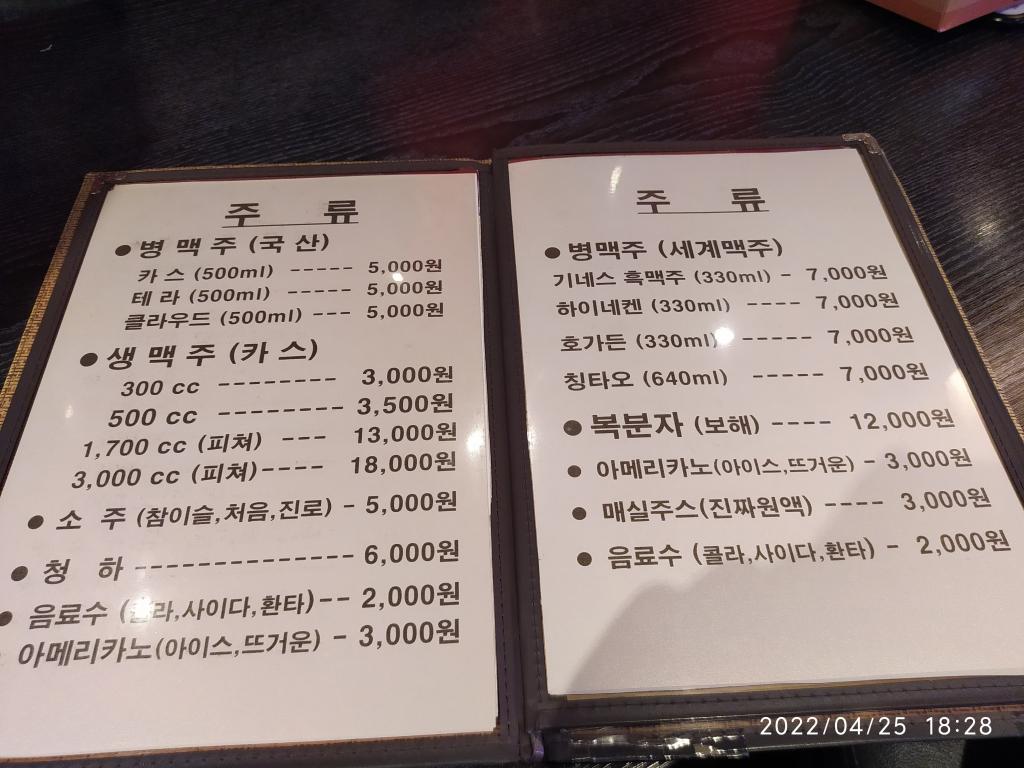 주 류
● 병 맥 주 (국 산)
카 스 (500ml) ----- 5,000원
테 라 (500ml) ----- 5,000원
클라우드 (500ml) --- 5,000원
● 생 맥 주 (카 스)
300 cc -------- 3,000원
500 cc -------- 3,500원
1,700 cc (피쳐) --- 13,000원
3,000 cc (피쳐)---- 18,000원
● 소 주 (참이슬,처음,진로) - 5,000원
● 청 하 -------------- 6,000원
● 음료수 (콜라,사이다,환타)-- 2,000원
아메리카노(아이스,뜨거운) - 3,000원
주 류
● 병맥주 (세계맥주)
기네스 흑맥주 (330ml) - 7,000원
하이네켄 (330ml) ---- 7,000원
호가든 (330ml) ----- 7,000원
칭타오 (640ml) ----- 7,000원
● 복분자 (보해) ---- 12,000원
● 아메리카노(아이스,뜨거운) - 3,000원
● 매실주스(진짜원액) ---- 3,000원
● 음료수 (콜라,사이다,환타) - 2,000원
2022/04/25 18:28